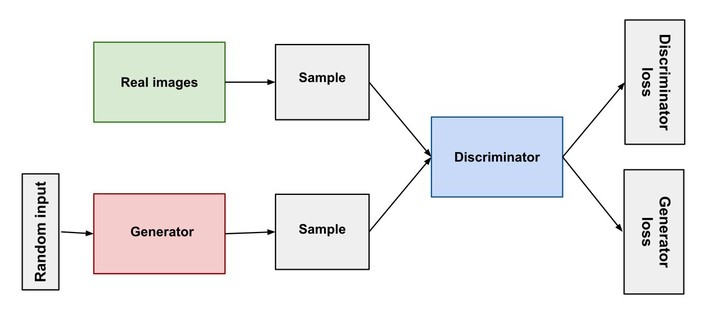 Real images
Sample
Discriminator
loss
Discriminator
Random input
Generator
Sample
Generator
loss